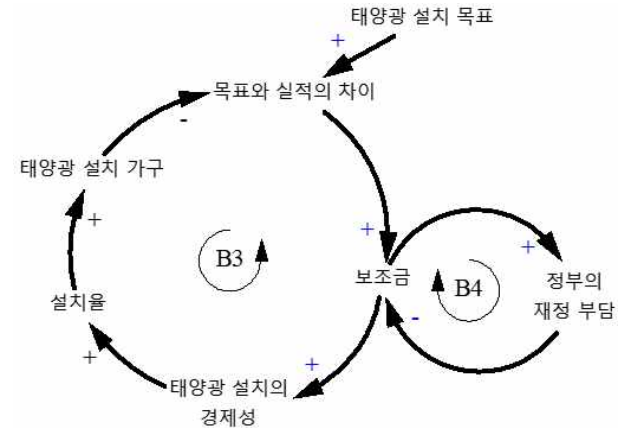 태양광 설치 목표
+
목표와 실적의 차이
-
태양광 설치 가구
+
+
+
B3
보조금
B4
정부의
재정 부담
설치율
-
+
+
태양광 설치의
경제성